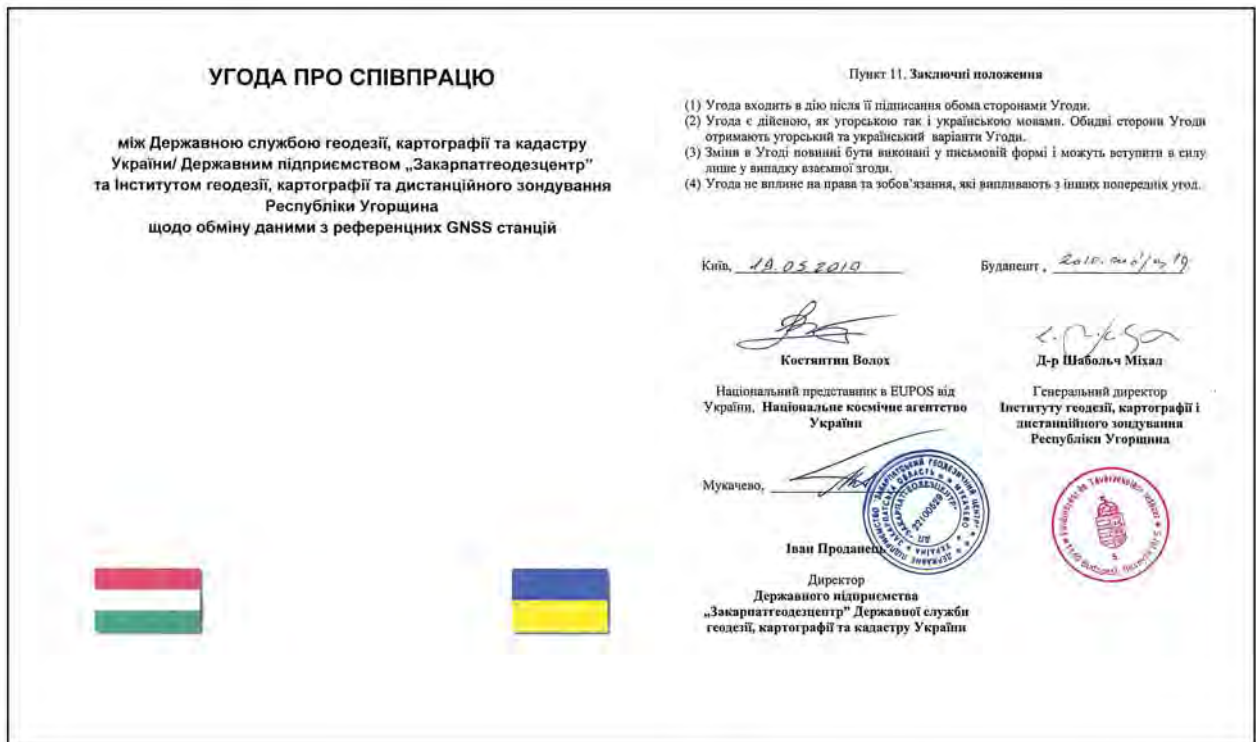 УГОДА ПРО СПІВПРАЦЮ
між Державною службою геодезії, картографії та кадастру
України/ Державним підприємством „Закарпатгеодезцентр”
та Інститутом геодезії, картографії та дистанційного зондування
Республіки Угорщина
щодо обміну даними з референцних GNSS станцій
Пункт 11. Заключні положення
(1) Угода входить в дію після її підписання обома сторонами Угоди.
(2) Угода є дійсною, як угорською так і українською мовами. Обидві сторони Угоди
отримають угорський та український варіанти Угоди.
(3) Зміни в Угоді повинні бути виконані у письмовій формі і можуть вступити в силу
лише у випадку взаємної згоди.
(4) Угода не вплине на права та зобов’язання, які випливають з інших попередніх угод.
Київ, 19.05.2010
Будапешт, 2010. május 19.
Костянтин Волох
Д-р Шабольч Міхал
Національний представник в EUPOS від
України, Національне космічне агентство
України
Генеральний директор
Інституту геодезії, картографії і
дистанційного зондування
Республіки Угорщина
Мукачево,
Іван Проданець
Директор
Державного підприємства
„Закарпатгеодезцентр” Державної служби
геодезії, картографії та кадастру України